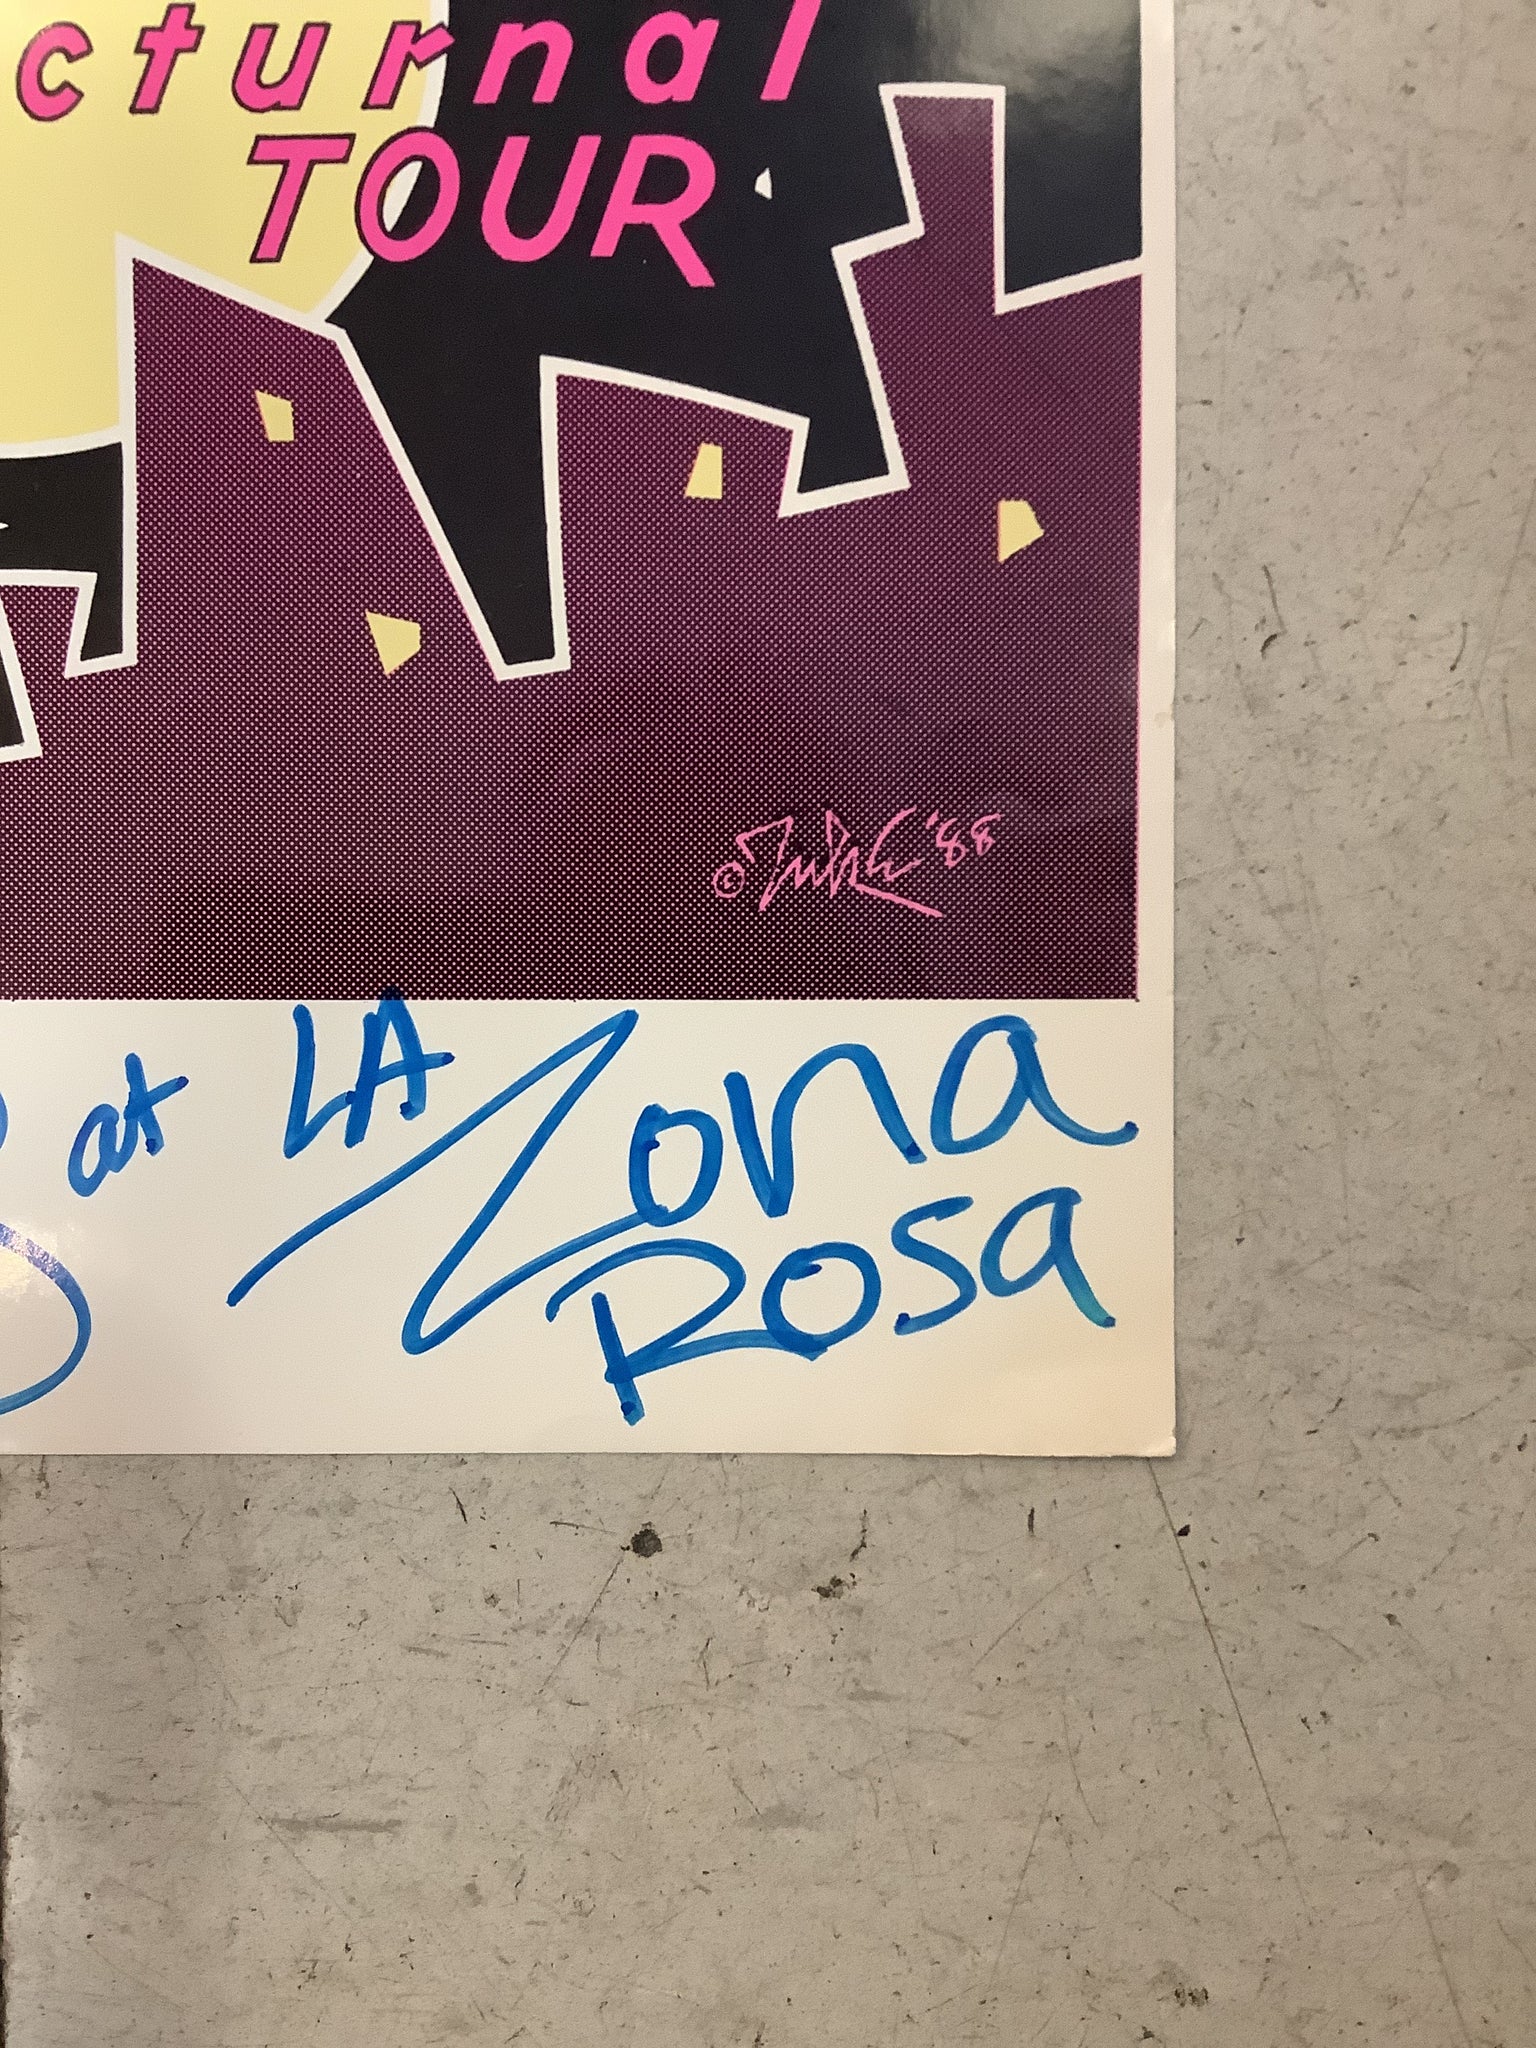 cturnal
TOUR
© '88
at LA Zona
Rosa